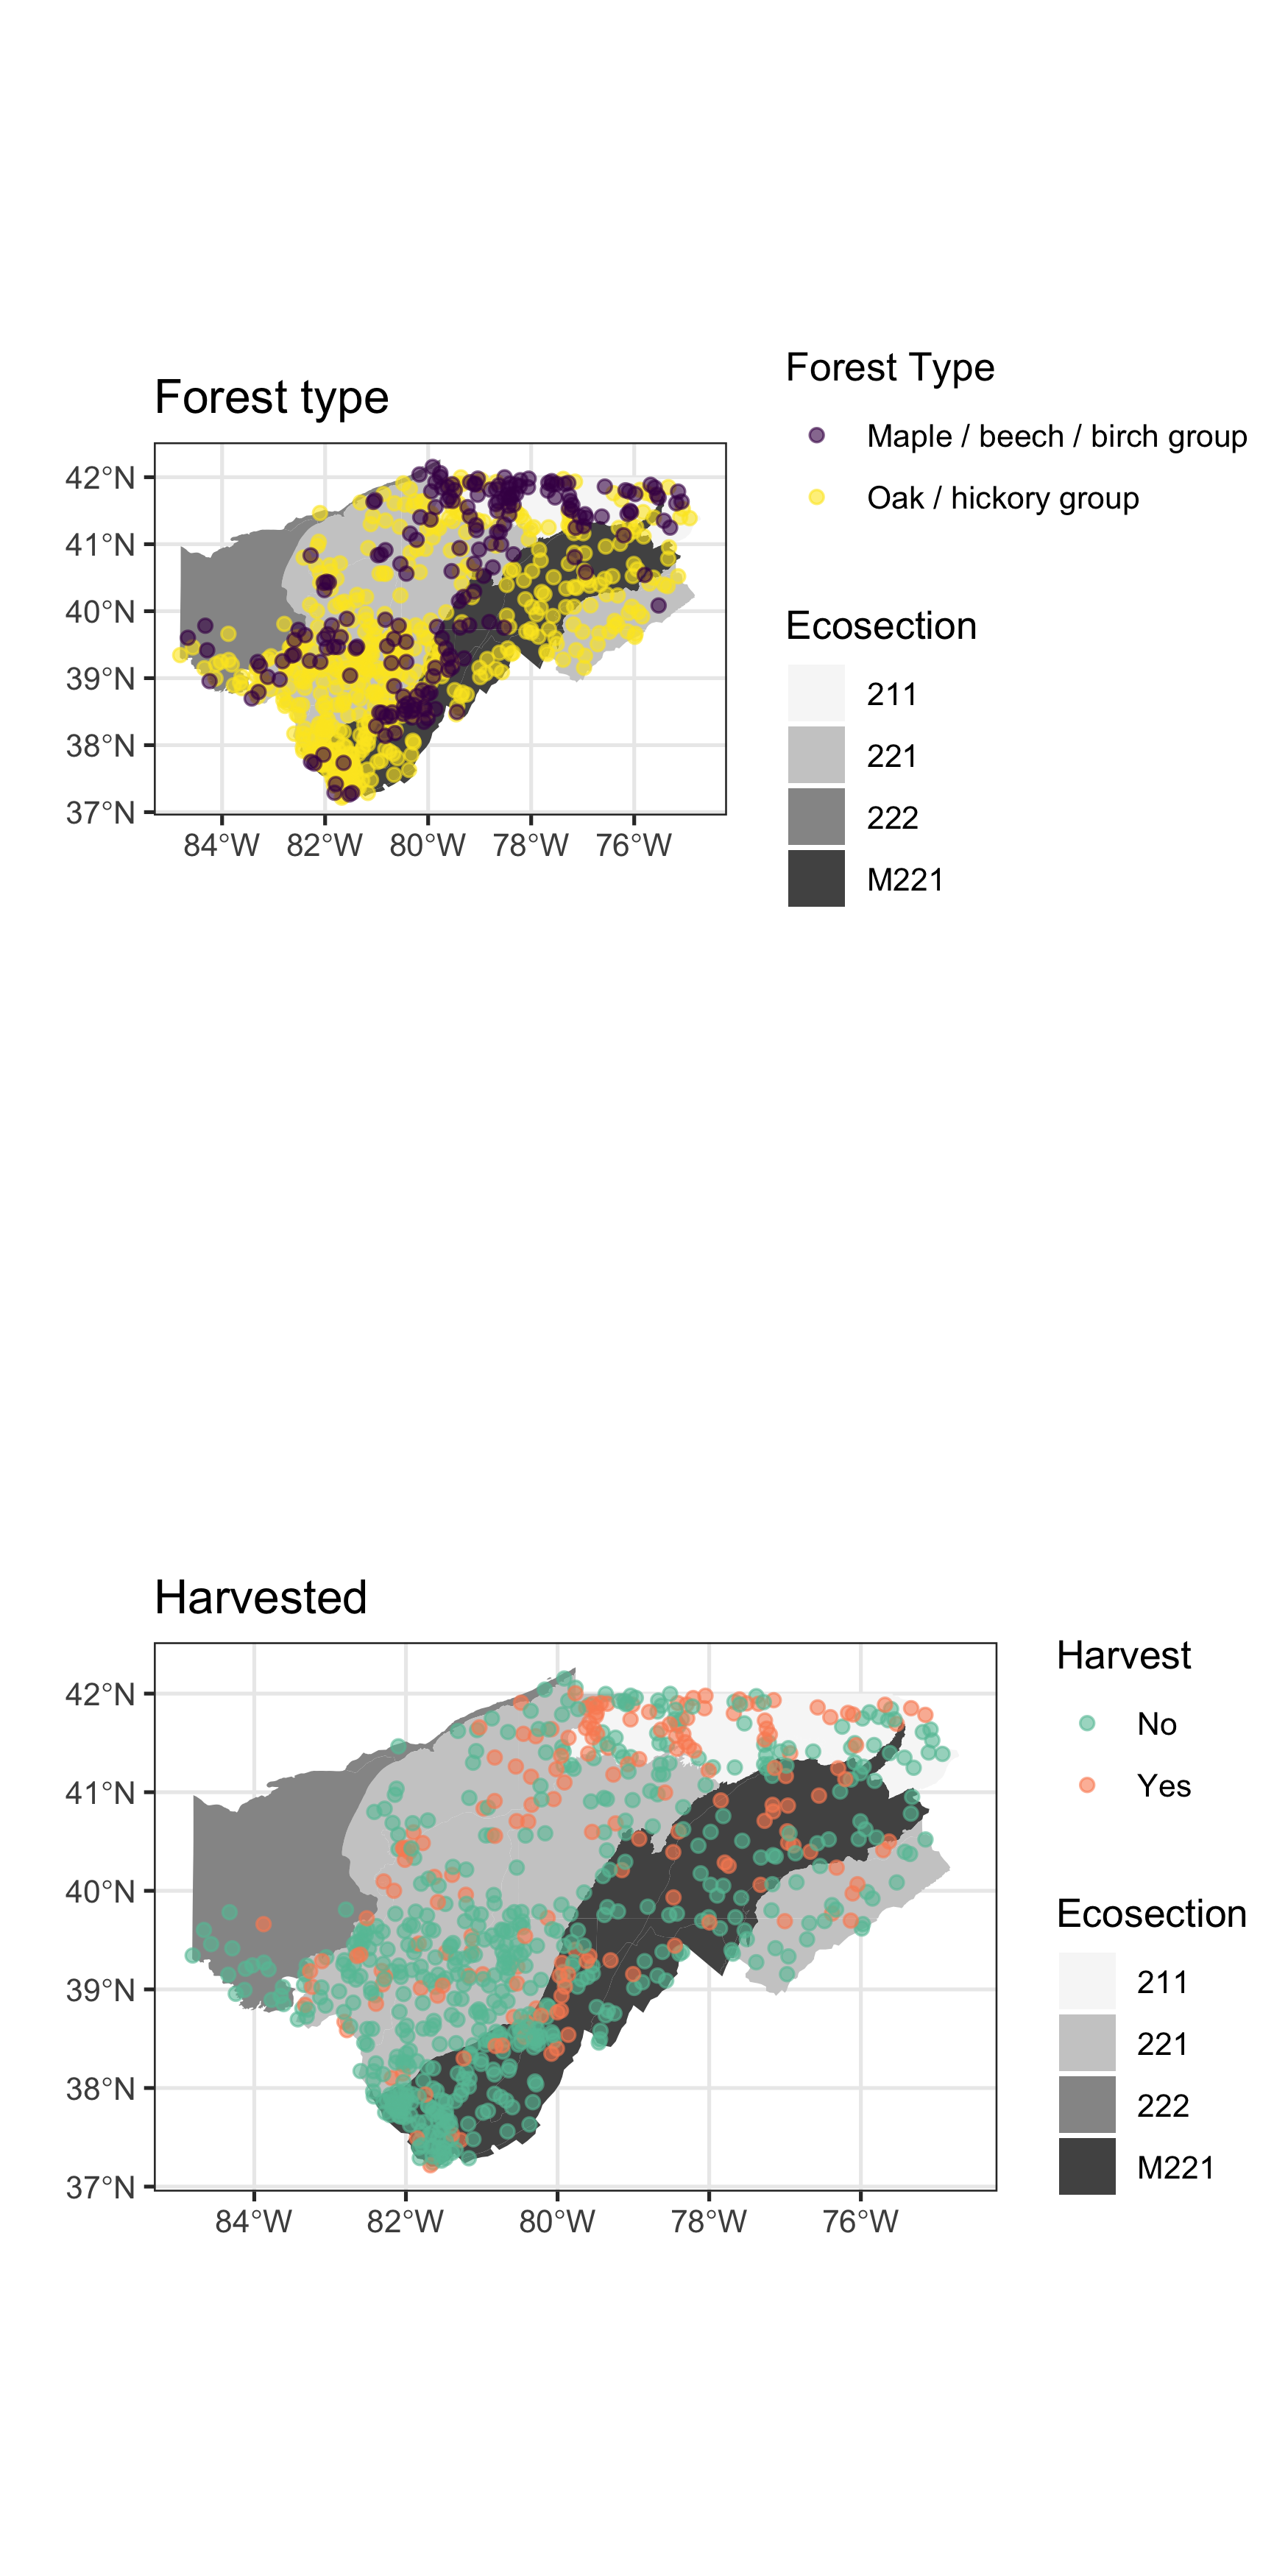 Forest type
42°N
41°N
40°N
39°N
38°N
37°N
84°W 82°W 80°W 78°W 76°W
Forest Type
Maple / beech / birch group
Oak / hickory group
Ecosection
211
221
222
M221
Harvested
42°N
41°N
40°N
39°N
38°N
37°N
84°W 82°W 80°W 78°W 76°W
Harvest
No
Yes
Ecosection
211
221
222
M221